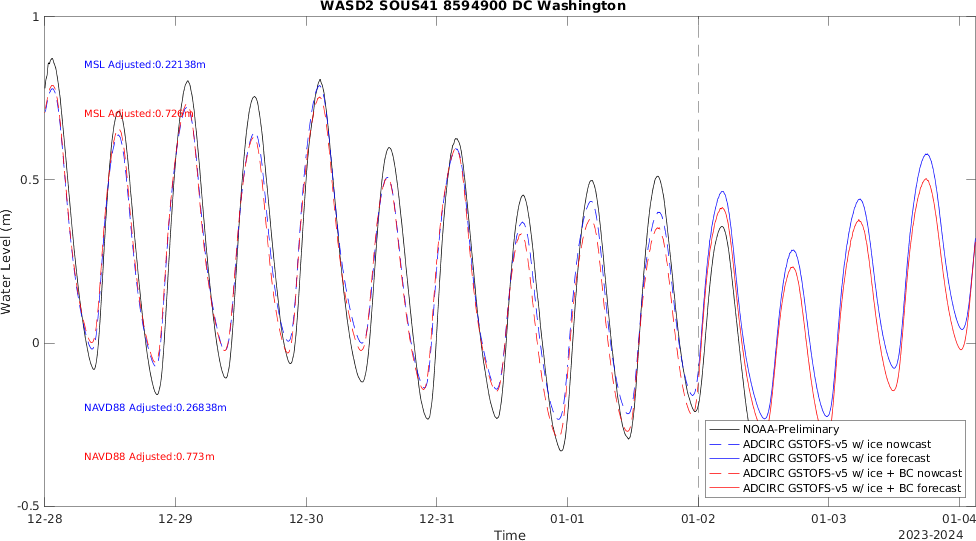 WASD2 SOUS41 8594900 DC Washington
1
MSL Adjusted:0.22138m
MSL Adjusted:0.726m
0.5
Water Level (m)
0
NAVD88 Adjusted:0.26838m
NAVD88 Adjusted:0.773m
NOAA-Preliminary
ADCIRC GSTOFS-v5 w/ ice nowcast
ADCIRC GSTOFS-v5 w/ ice forecast
ADCIRC GSTOFS-v5 w/ ice + BC nowcast
ADCIRC GSTOFS-v5 w/ ice + BC forecast
-0.5
12-28 12-29 12-30 12-31 01-01 01-02 01-03 01-04
Time
2023-2024